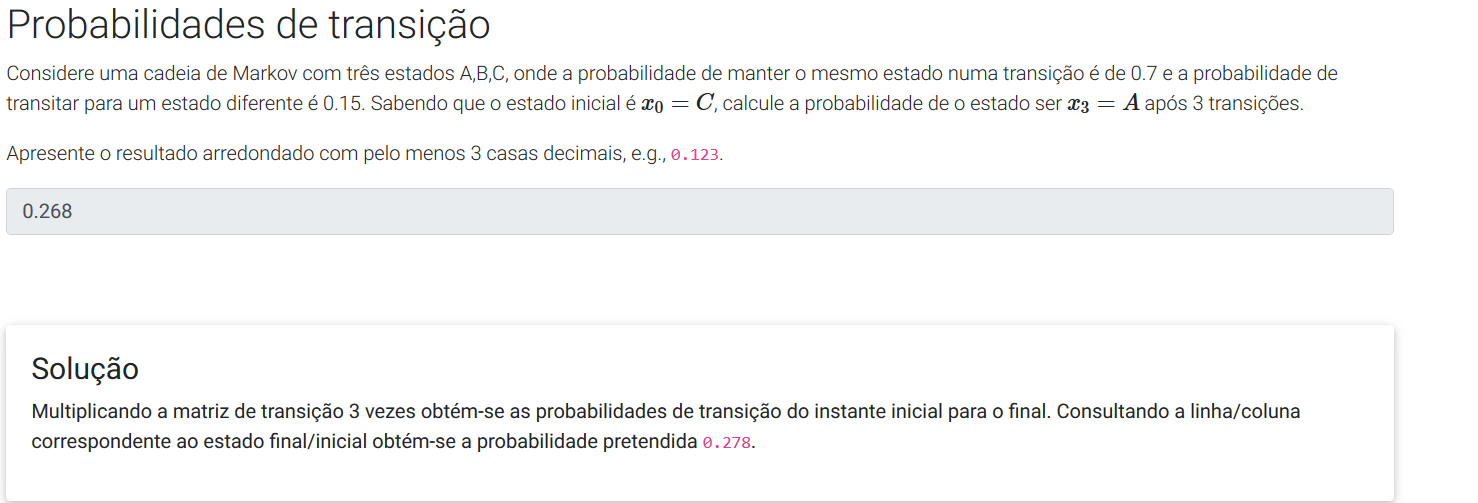 Probabilidades de transição
Considere uma cadeia de Markov com três estados A,B,C, onde a probabilidade de manter o mesmo estado numa transição é de 0.7 e a probabilidade de
transitar para um estado diferente é 0.15. Sabendo que o estado inicial é x₀ = C, calcule a probabilidade de o estado ser x₃ = A após 3 transições.
Apresente o resultado arredondado com pelo menos 3 casas decimais, e.g., 0.123.
0.268
Solução
Multiplicando a matriz de transição 3 vezes obtém-se as probabilidades de transição do instante inicial para o final. Consultando a linha/coluna
correspondente ao estado final/inicial obtém-se a probabilidade pretendida 0.278.